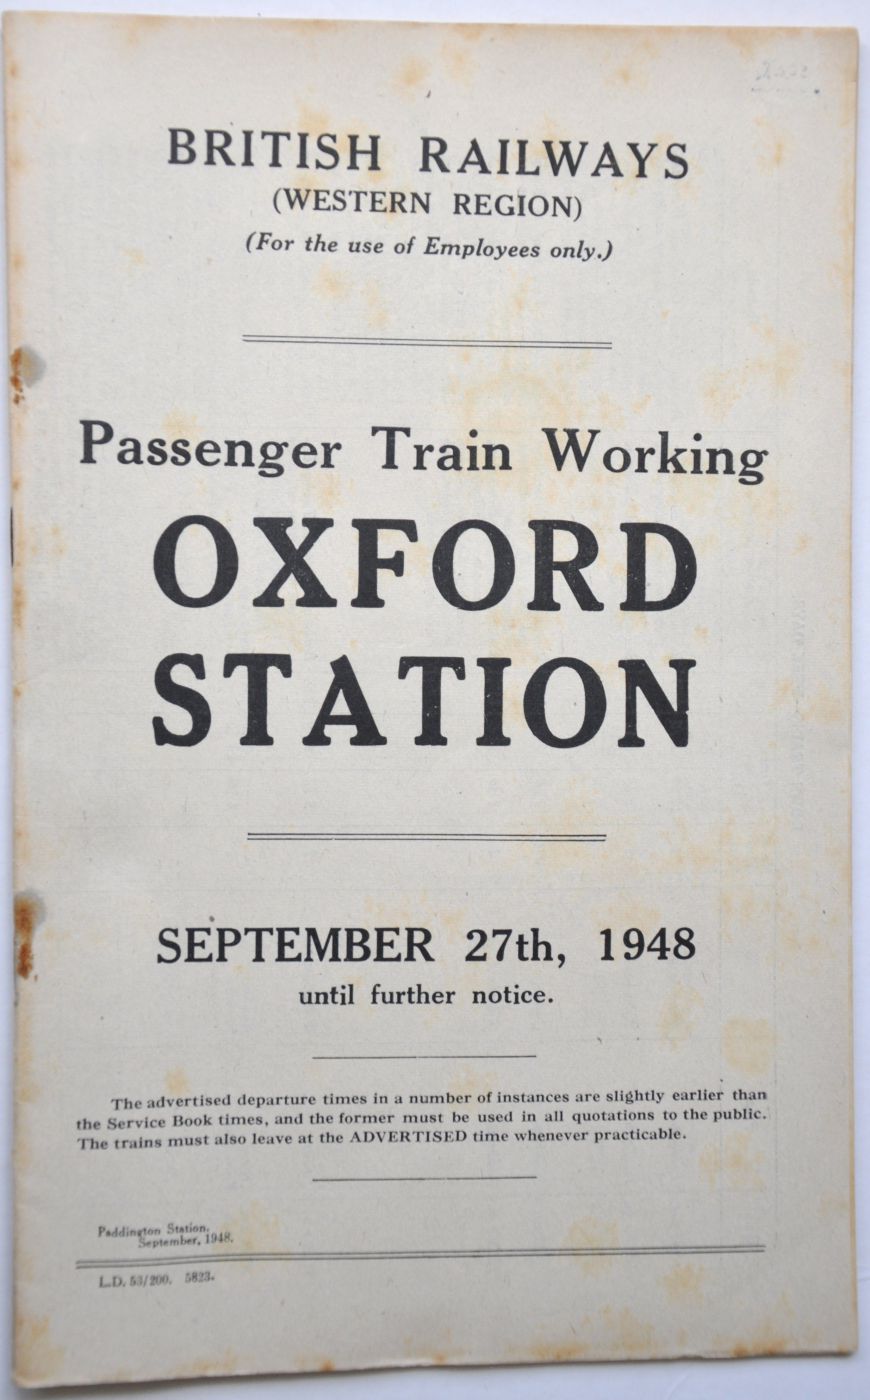 BRITISH RAILWAYS
(WESTERN REGION)
(For the use of Employees only.)
Passenger Train Working
OXFORD
STATION
SEPTEMBER 27th, 1948
until further notice.
The advertised departure times in a number of instances are slightly earlier than
the Service Book times, and the former must be used in all quotations to the public.
The trains must also leave at the ADVERTISED time whenever practicable.
Paddington Station,
September, 1948.
L.D. 53/200. 5823.